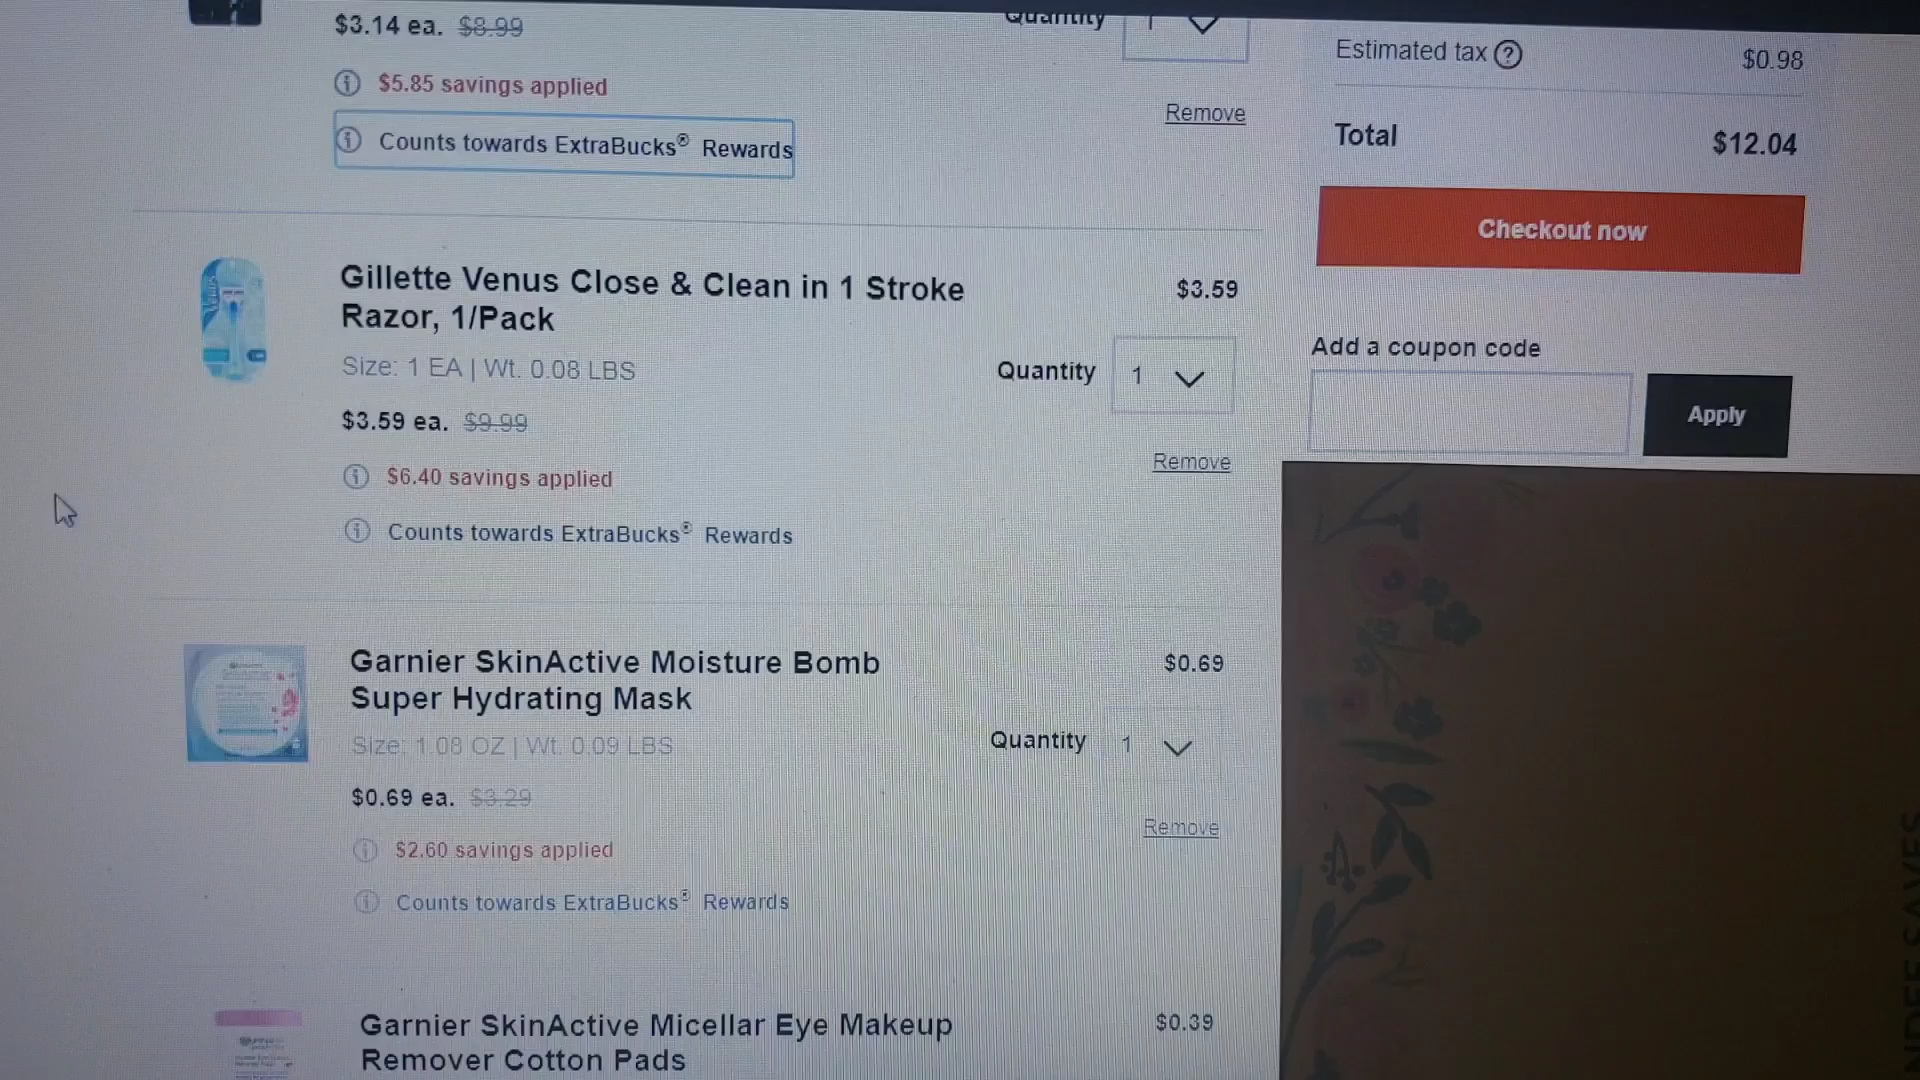 $3.14 ea. $8.99
Quantity 1
$5.85 savings applied
Remove
Counts towards ExtraBucks® Rewards
Gillette Venus Close & Clean in 1 Stroke
Razor, 1/Pack
$3.59
Size: 1 EA | Wt. 0.08 LBS
Quantity 1
$3.59 ea. $9.99
Remove
$6.40 savings applied
Counts towards ExtraBucks® Rewards
Garnier SkinActive Moisture Bomb
Super Hydrating Mask
$0.69
Size: 1.08 OZ | Wt. 0.09 LBS
Quantity 1
$0.69 ea. $3.29
Remove
$2.60 savings applied
Counts towards ExtraBucks® Rewards
Garnier SkinActive Micellar Eye Makeup
Remover Cotton Pads
$0.39
Estimated tax ? $0.98
Total $12.04
Checkout now
Add a coupon code
Apply
SAVES